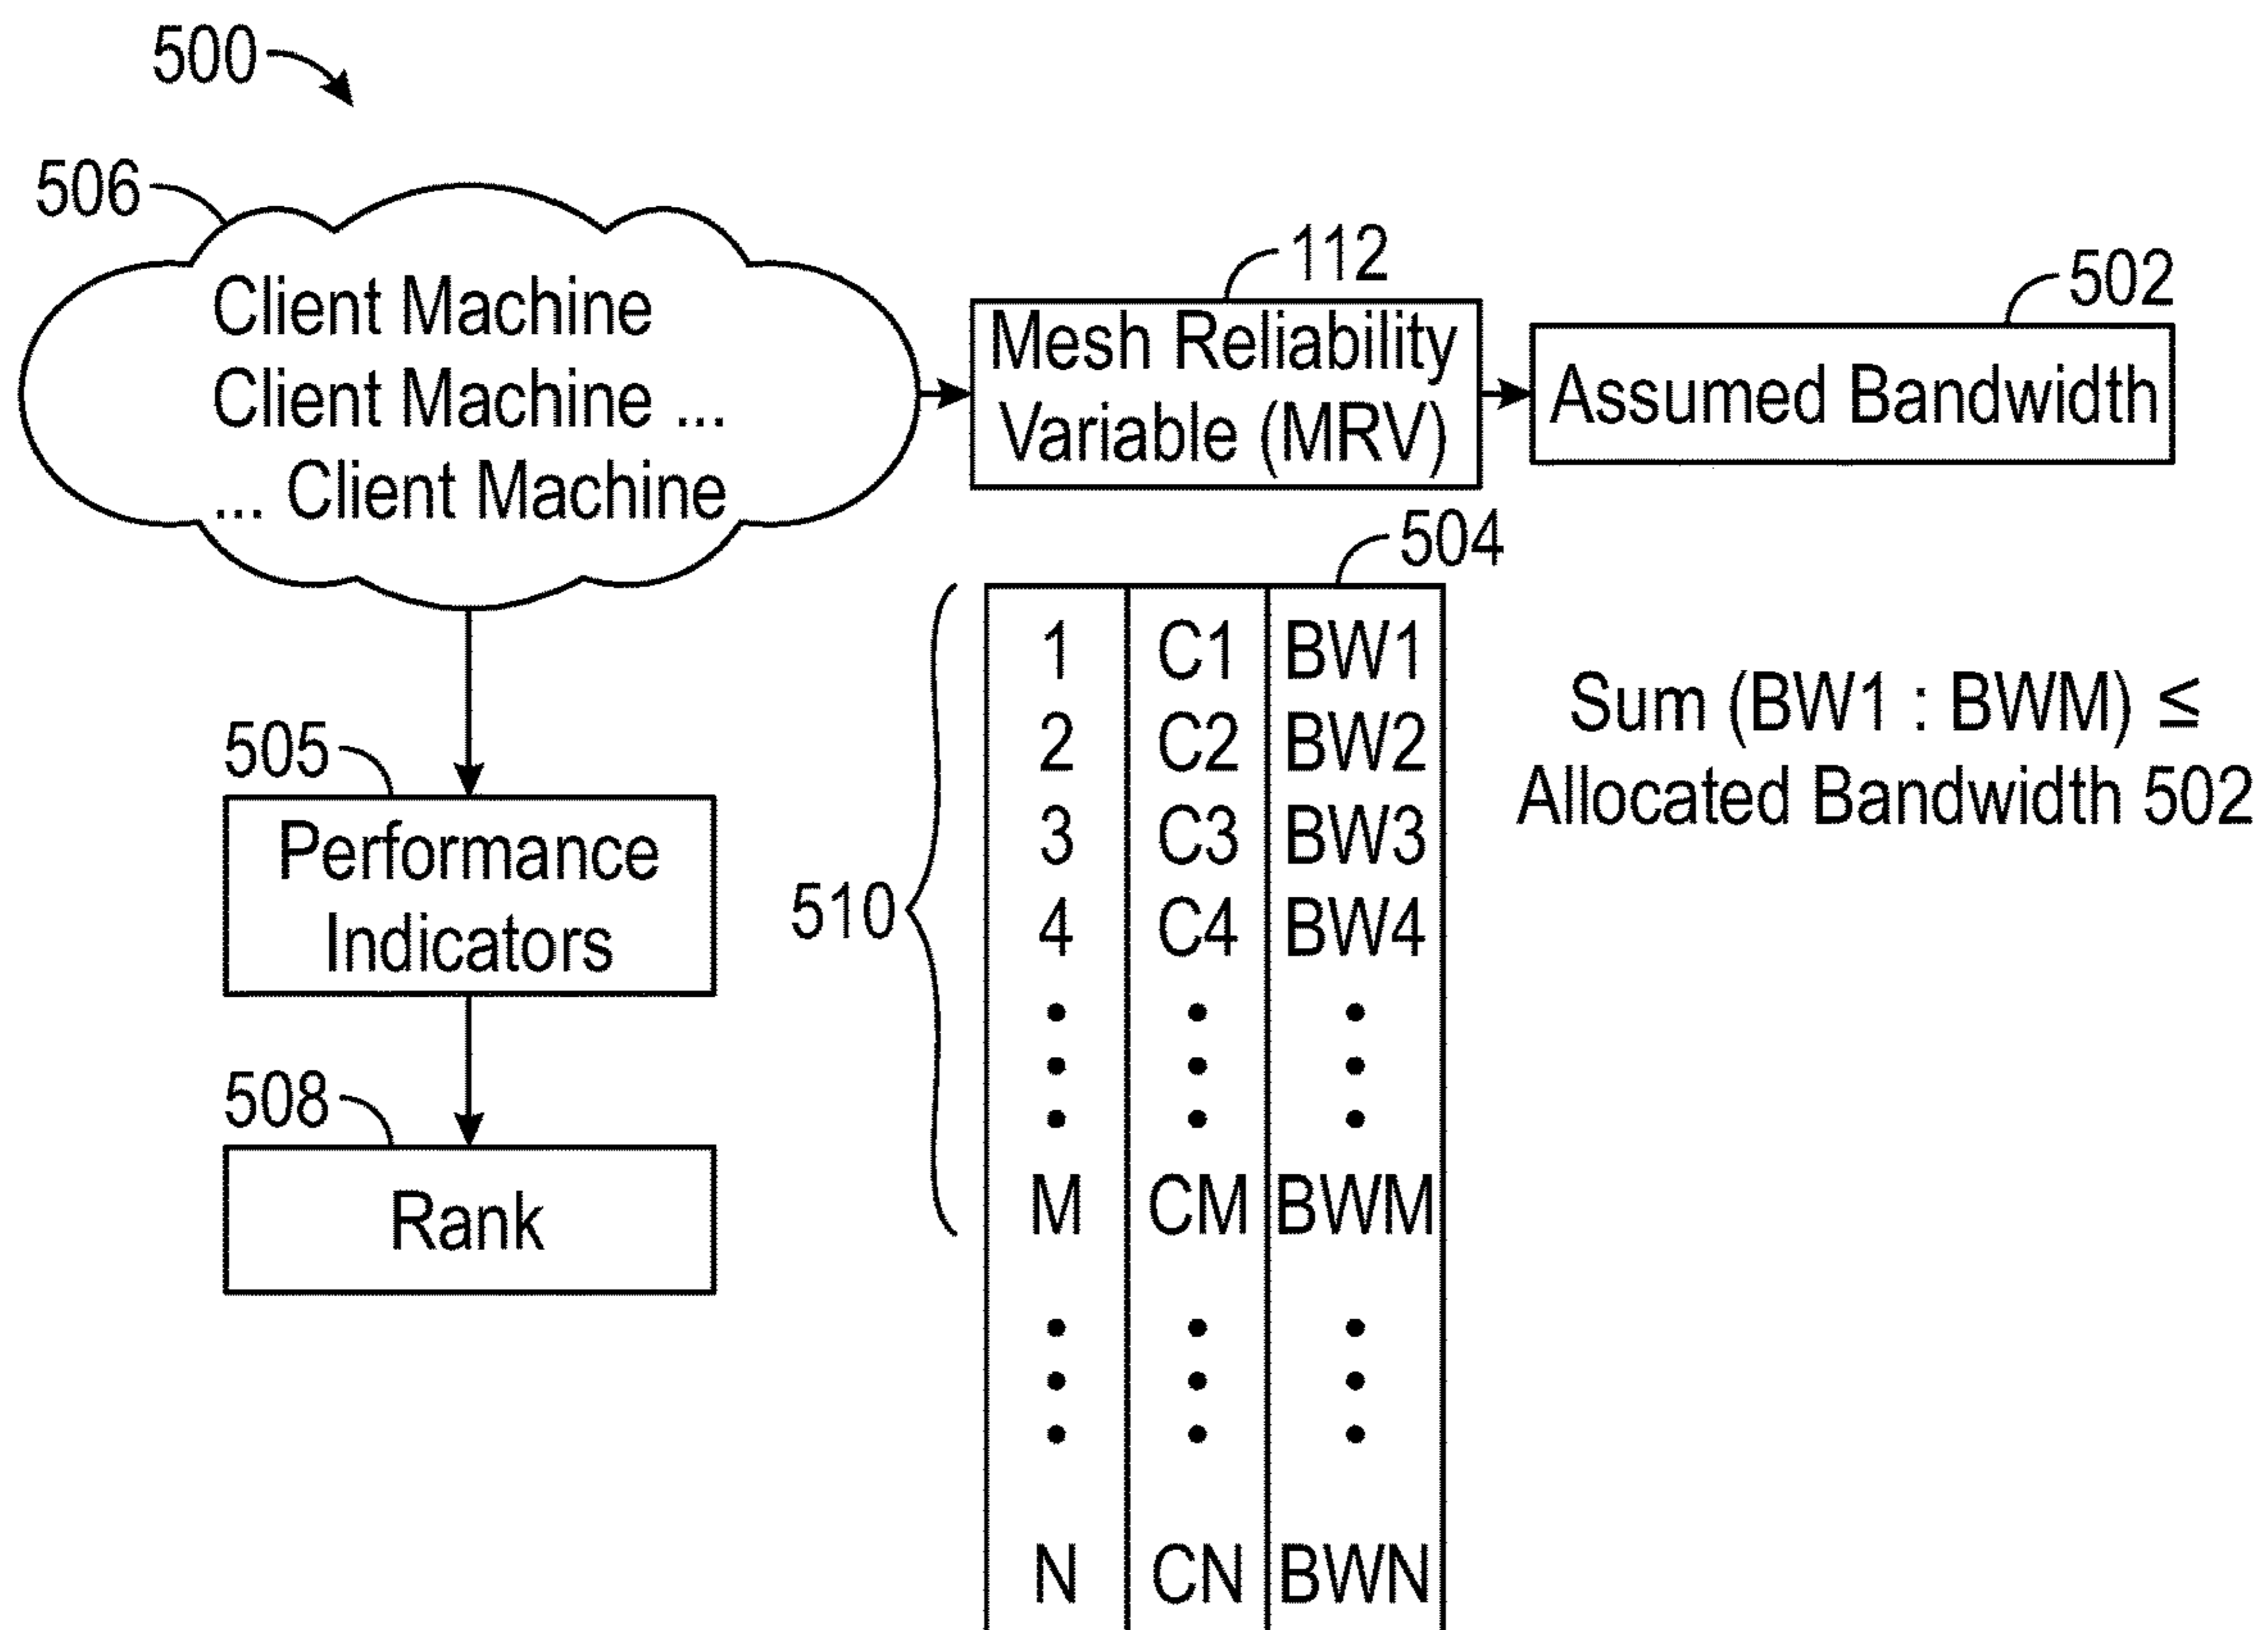 500
506
Client Machine
Client Machine ...
... Client Machine
112
Mesh Reliability
Variable (MRV)
502
Assumed Bandwidth
505
Performance
Indicators
508
Rank
504
510
1 C1 BW1
2 C2 BW2
3 C3 BW3
4 C4 BW4
M CM BWM
N CN BWN
Sum (BW1 : BWM) ≤
Allocated Bandwidth 502